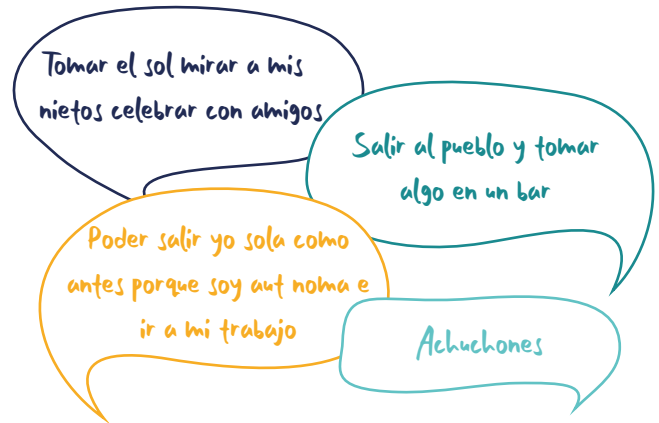 Tomar el sol mirar a mis
nietos celebrar con amigos
Salir al pueblo y tomar
algo en un bar
Poder salir yo sola como
antes porque soy aut noma e
ir a mi trabajo
Achuchones